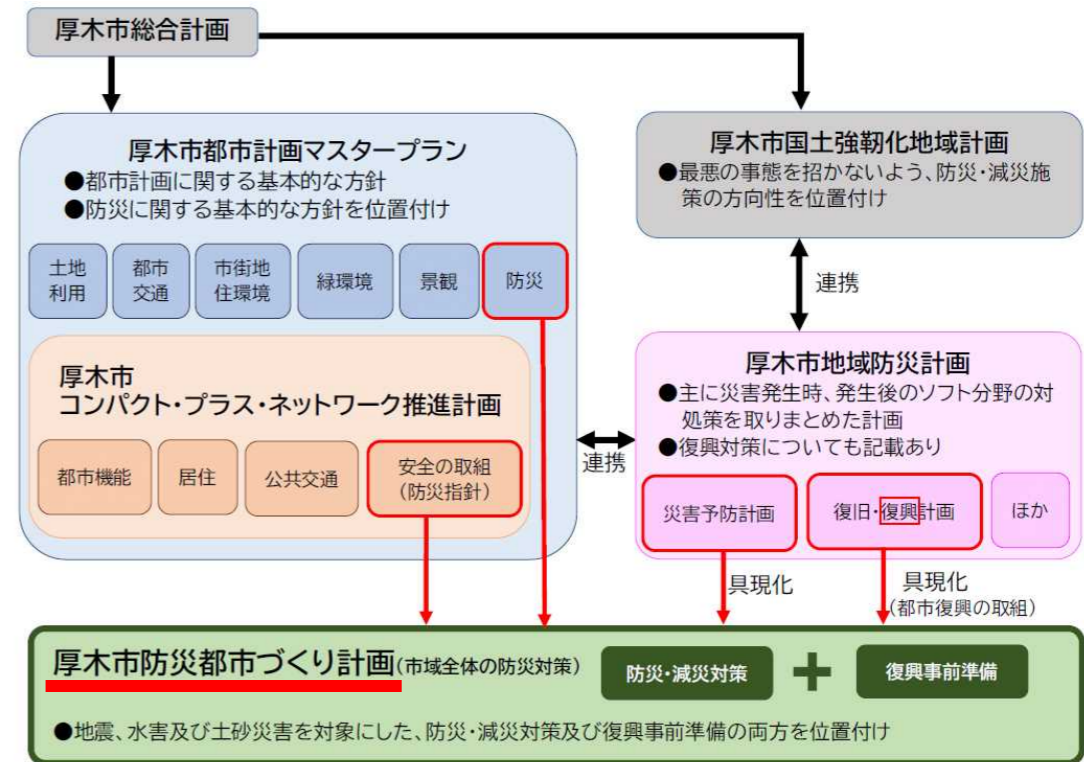 厚木市総合計画
厚木市都市計画マスタープラン
●都市計画に関する基本的な方針
●防災に関する基本的な方針を位置付け
土地
利用
都市
交通
市街地
住環境
緑環境
景観
防災
厚木市
コンパクト・プラス・ネットワーク推進計画
都市機能
居住
公共交通
安全の取組
(防災指針)
厚木市国土強靭化地域計画
●最悪の事態を招かないよう、防災・減災施
策の方向性を位置付け
連携
連携
厚木市地域防災計画
●主に災害発生時、発生後のソフト分野の対
処策を取りまとめた計画
●復興対策についても記載あり
災害予防計画
復旧・復興計画
ほか
具現化
具現化
(都市復興の取組)
厚木市防災都市づくり計画(市域全体の防災対策)
防災・減災対策
+
復興事前準備
●地震、水害及び土砂災害を対象にした、防災・減災対策及び復興事前準備の両方を位置付け